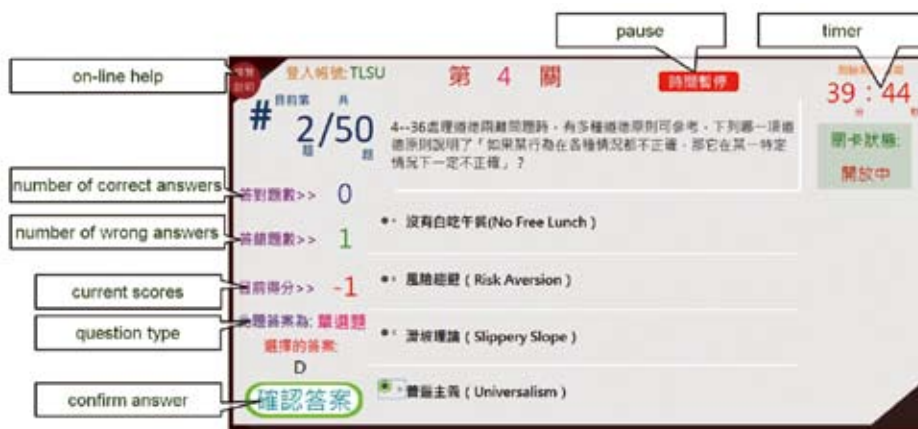 pause
timer
on-line help
登入帳號:TLSU
第 4 關
時間暫停
39 : 44
分
目前第 共
# 2/50
題 題
4--36處理道德兩難問題時，有多種道德原則可參考，下列哪一項道
德原則說明了「如果某行為在各種情況都不正確，那它在某一特定
情況下一定不正確」？
關卡狀態:
開放中
number of correct answers
答對題數>> 0
number of wrong answers
答錯題數>> 1
沒有白吃午餐(No Free Lunch )
current scores
目前得分>> -1
風險趨避 ( Risk Aversion )
question type
此題答案為: 單選題
選擇的答案:
D
滑坡理論 ( Slippery Slope )
confirm answer
確認答案
普遍主義 ( Universalism )